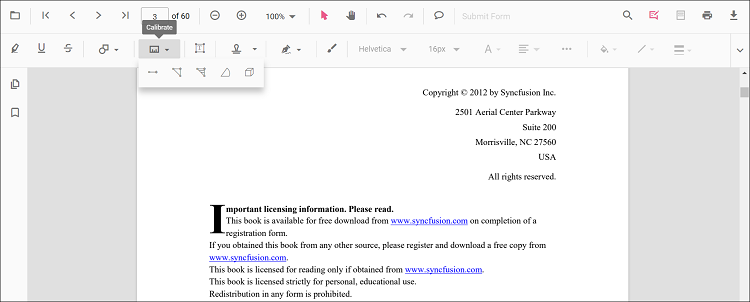 3 of 60 100% Submit Form
Calibrate
Helvetica 16px
Copyright © 2012 by Syncfusion Inc.
2501 Aerial Center Parkway
Suite 200
Morrisville, NC 27560
USA
All rights reserved.
Important licensing information. Please read.
This book is available for free download from www.syncfusion.com on completion of a
registration form.
If you obtained this book from any other source, please register and download a free copy from
www.syncfusion.com.
This book is licensed for reading only if obtained from www.syncfusion.com.
This book is licensed strictly for personal, educational use.
Redistribution in any form is prohibited.